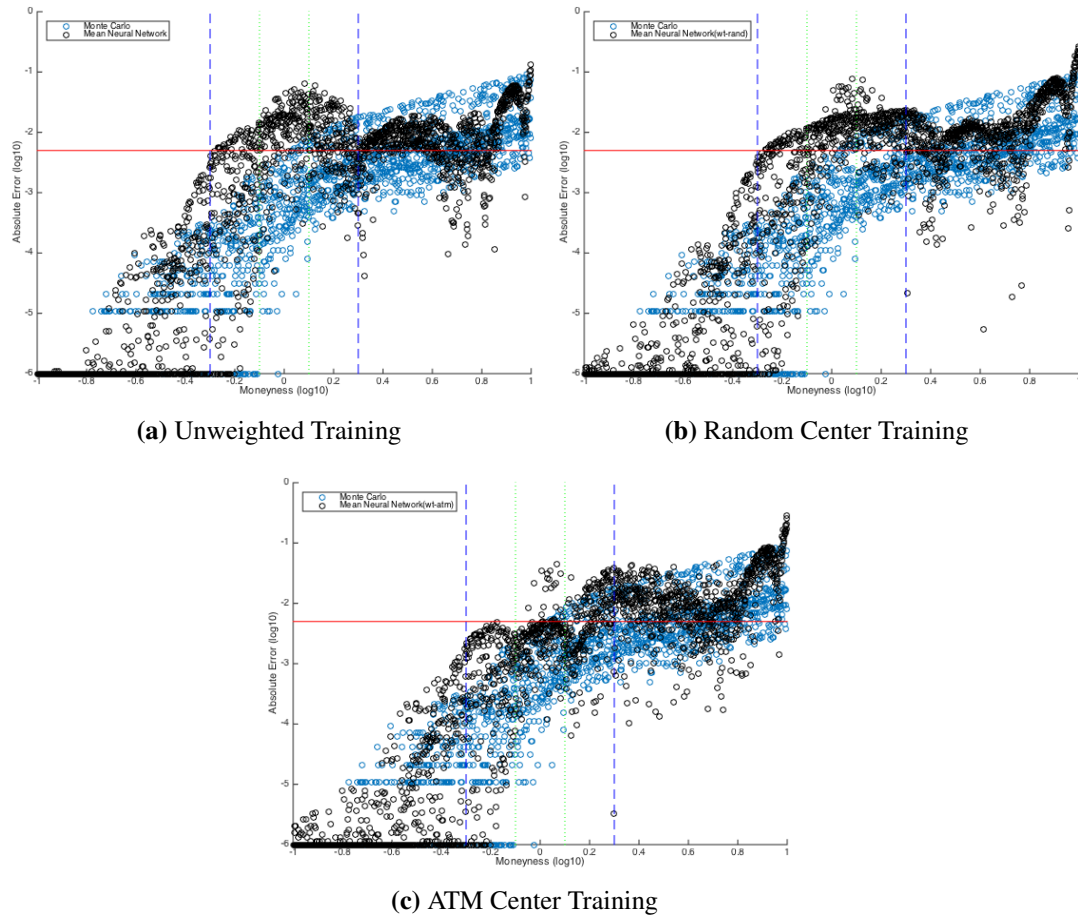 Monte Carlo
Mean Neural Network
Absolute Error (log10)
0
-1
-2
-3
-4
-5
-6
-1 -0.8 -0.6 -0.4 -0.2 0 0.2 0.4 0.6 0.8 1
Moneyness (log10)
(a) Unweighted Training
Monte Carlo
Mean Neural Network(wt-rand)
Absolute Error (log10)
0
-1
-2
-3
-4
-5
-6
-1 -0.8 -0.6 -0.4 -0.2 0 0.2 0.4 0.6 0.8 1
Moneyness (log10)
(b) Random Center Training
Monte Carlo
Mean Neural Network(wt-atm)
Absolute Error (log10)
0
-1
-2
-3
-4
-5
-6
-1 -0.8 -0.6 -0.4 -0.2 0 0.2 0.4 0.6 0.8 1
Moneyness (log10)
(c) ATM Center Training